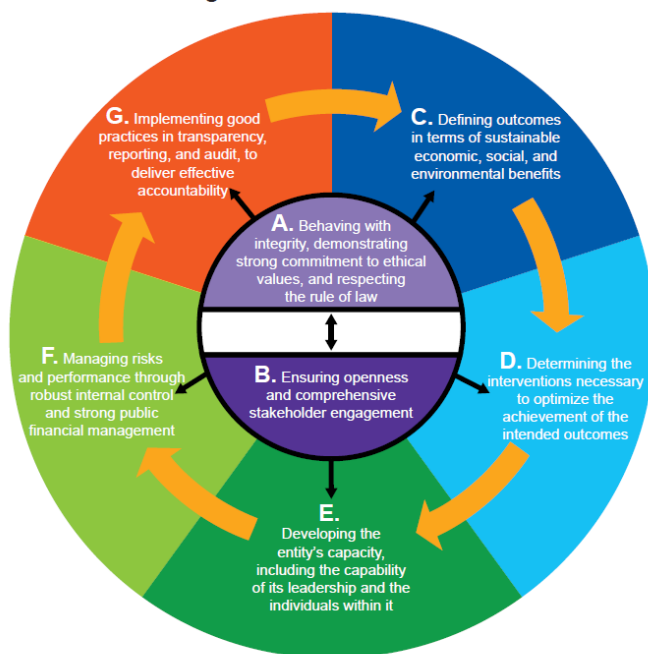 A. Behaving with
integrity, demonstrating
strong commitment to ethical
values, and respecting
the rule of law
B. Ensuring openness
and comprehensive
stakeholder engagement
C. Defining outcomes
in terms of sustainable
economic, social, and
environmental benefits
D. Determining the
interventions necessary
to optimize the
achievement of the
intended outcomes
E.
Developing the
entity's capacity,
including the capability
of its leadership and the
individuals within it
F. Managing risks
and performance through
robust internal control
and strong public
financial management
G. Implementing good
practices in transparency,
reporting, and audit, to
deliver effective
accountability